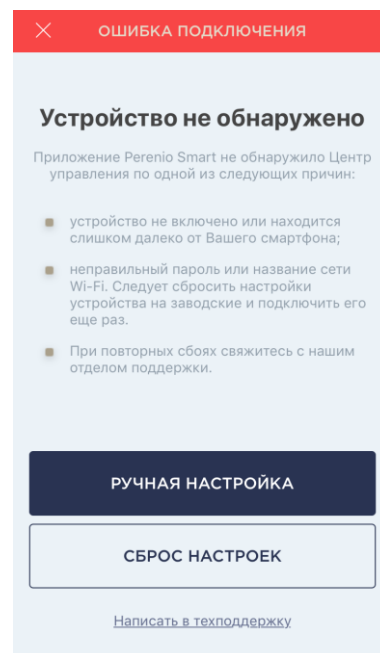 ОШИБКА ПОДКЛЮЧЕНИЯ
Устройство не обнаружено
Приложение Perenio Smart не обнаружило Центр
управления по одной из следующих причин:
устройство не включено или находится
слишком далеко от Вашего смартфона;
неправильный пароль или название сети
Wi-Fi. Следует сбросить настройки
устройства на заводские и подключить его
еще раз.
При повторных сбоях свяжитесь с нашим
отделом поддержки.
РУЧНАЯ НАСТРОЙКА
СБРОС НАСТРОЕК
Написать в техподдержку